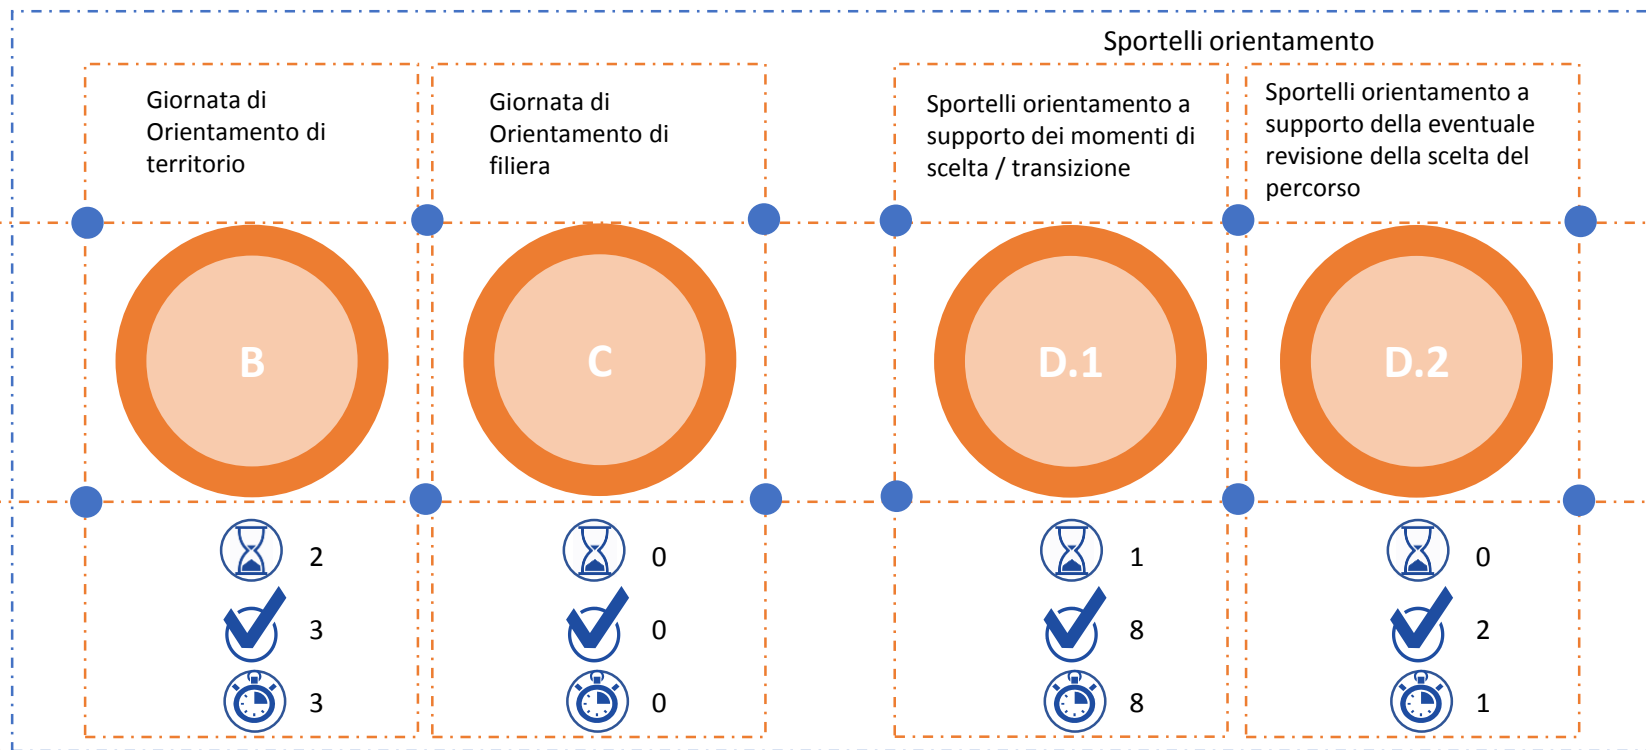 Sportelli orientamento
Giornata di
Orientamento di
territorio
Giornata di
Orientamento di
filiera
Sportelli orientamento a
supporto dei momenti di
scelta / transizione
Sportelli orientamento a
supporto della eventuale
revisione della scelta del
percorso
B
C
D.1
D.2
2
0
1
0
3
0
8
2
3
0
8
1